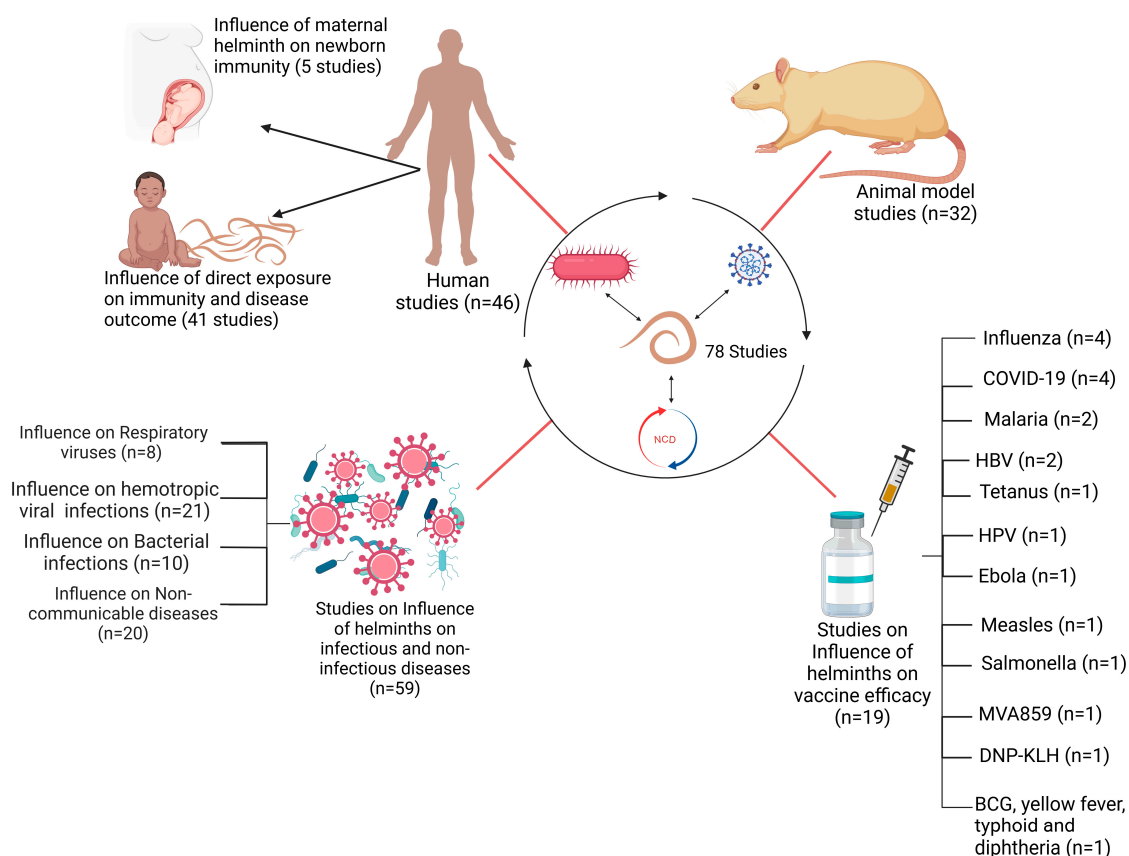 Influence of maternal
helminth on newborn
immunity (5 studies)
Influence of direct exposure
on immunity and disease
outcome (41 studies)
Human
studies (n=46)
Animal model
studies (n=32)
78 Studies
NCD
Influence on Respiratory
viruses (n=8)
Influence on hemotropic
viral infections (n=21)
Influence on Bacterial
infections (n=10)
Influence on Non-
communicable diseases
(n=20)
Studies on Influence
of helminths on
infectious and non-
infectious diseases
(n=59)
Studies on
Influence of
helminths on
vaccine efficacy
(n=19)
Influenza (n=4)
COVID-19 (n=4)
Malaria (n=2)
HBV (n=2)
Tetanus (n=1)
HPV (n=1)
Ebola (n=1)
Measles (n=1)
Salmonella (n=1)
MVA859 (n=1)
DNP-KLH (n=1)
BCG, yellow fever,
typhoid and
diphtheria (n=1)